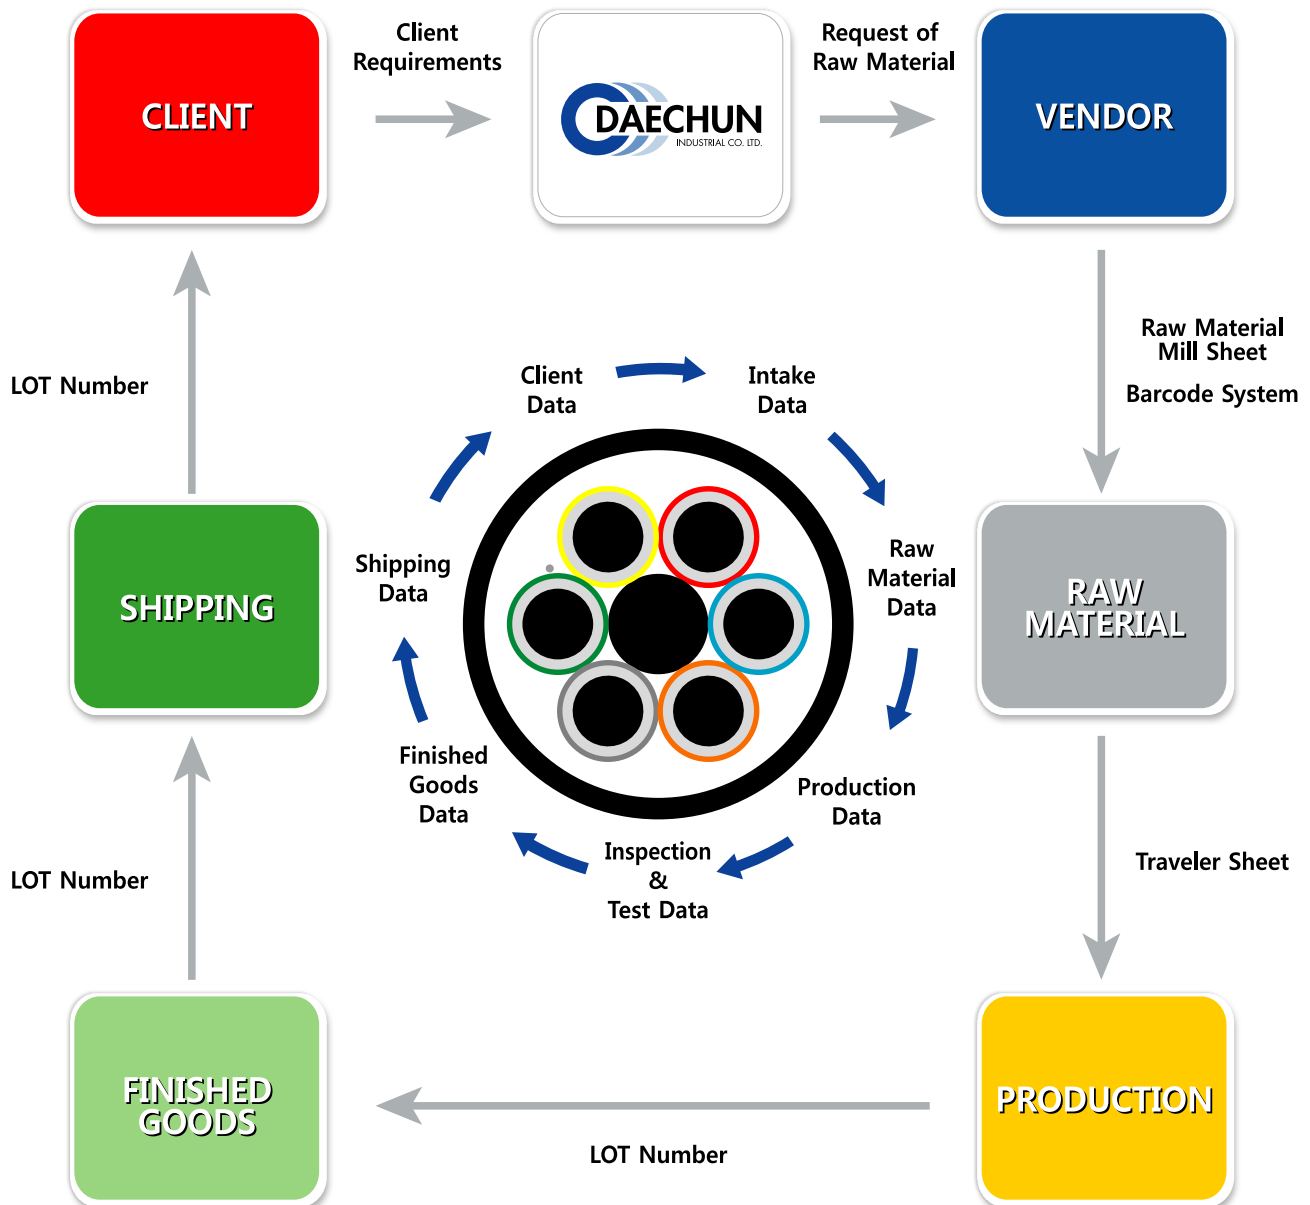 CLIENT
Client
Requirements
DAECHUN
INDUSTRIAL CO. LTD.
Request of
Raw Material
VENDOR
Raw Material
Mill Sheet
Barcode System
LOT Number
Client
Data
Intake
Data
Raw
Material
Data
Production
Data
Inspection
&
Test Data
Finished
Goods
Data
Shipping
Data
SHIPPING
RAW
MATERIAL
LOT Number
Traveler Sheet
FINISHED
GOODS
LOT Number
PRODUCTION